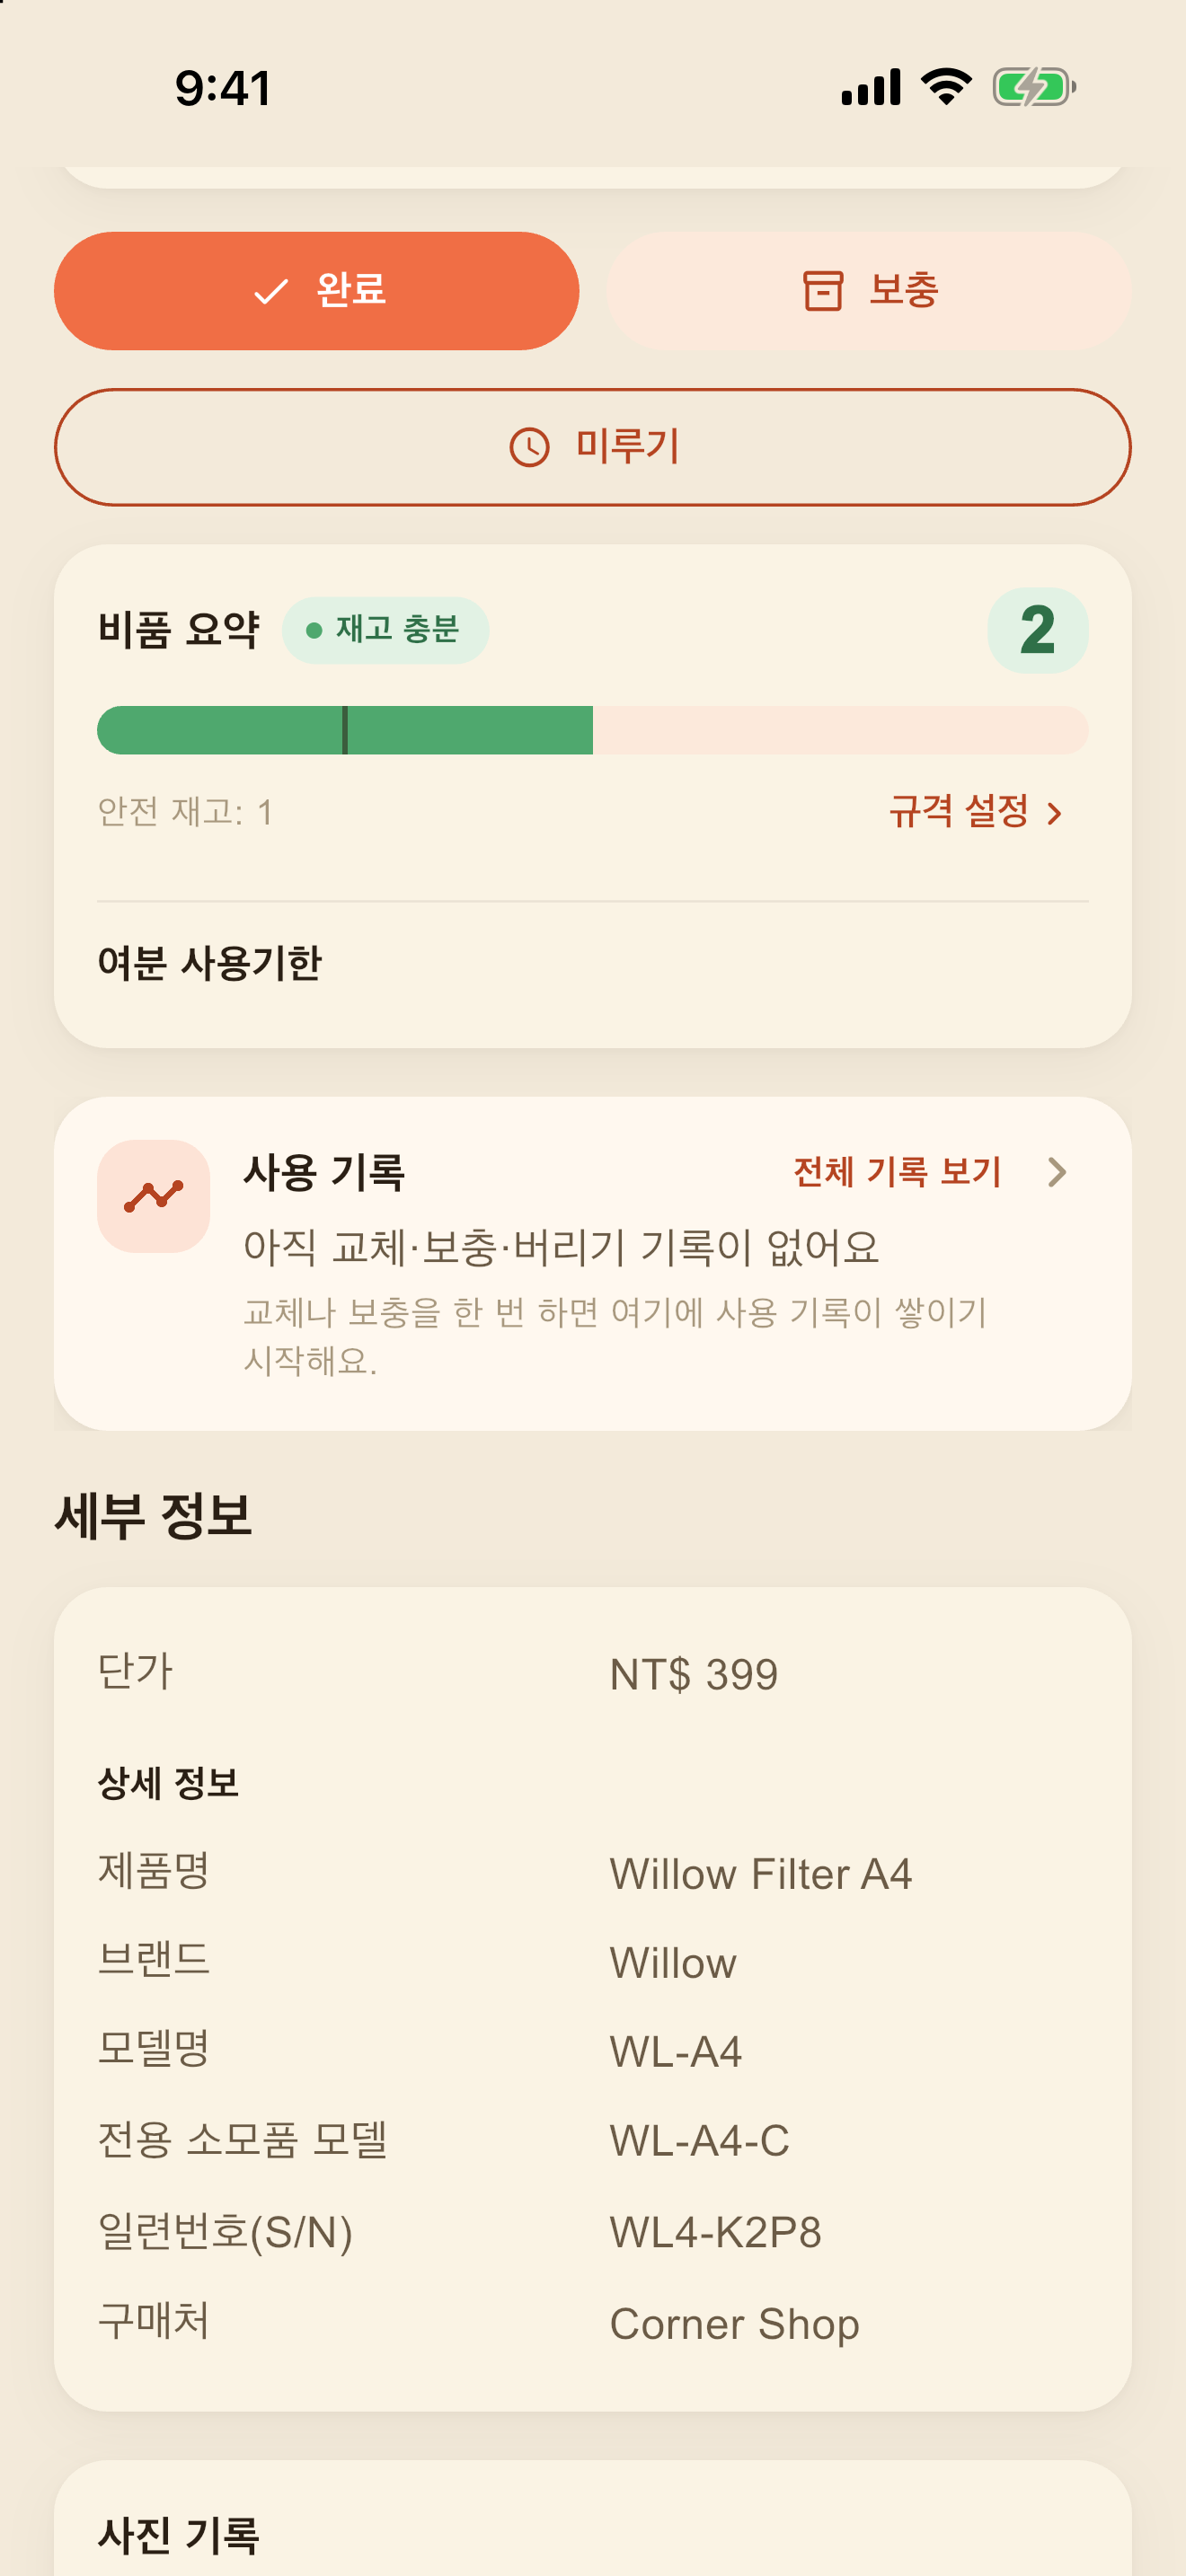 9:41
완료
보충
미루기
비품 요약
재고 충분
2
안전 재고: 1
규격 설정
여분 사용기한
사용 기록
전체 기록 보기
아직 교체·보충·버리기 기록이 없어요
교체나 보충을 한 번 하면 여기에 사용 기록이 쌓이기
시작해요.
세부 정보
단가 NT$ 399
상세 정보
제품명 Willow Filter A4
브랜드 Willow
모델명 WL-A4
전용 소모품 모델 WL-A4-C
일련번호(S/N) WL4-K2P8
구매처 Corner Shop
사진 기록